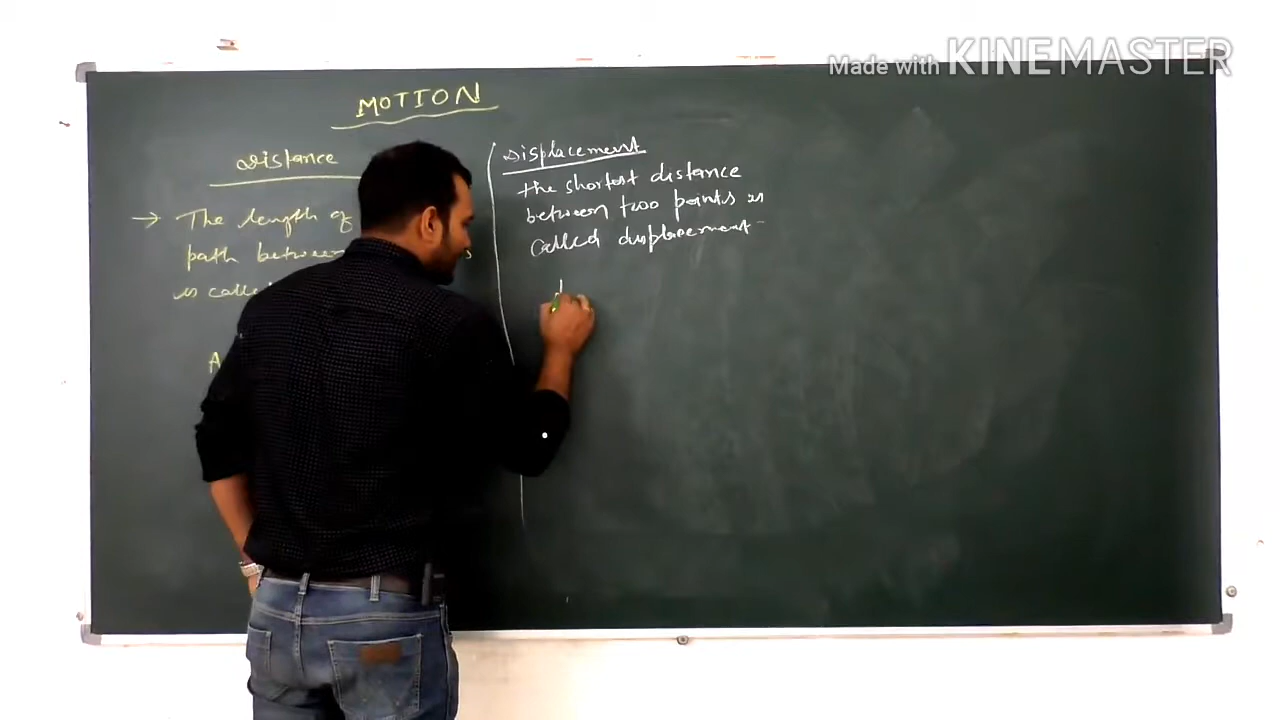 Made with KINEMASTER
MOTION
Distance
→ The length of
path between
is calle
A
Displacement
the shortest distance
between two points is
called displacement